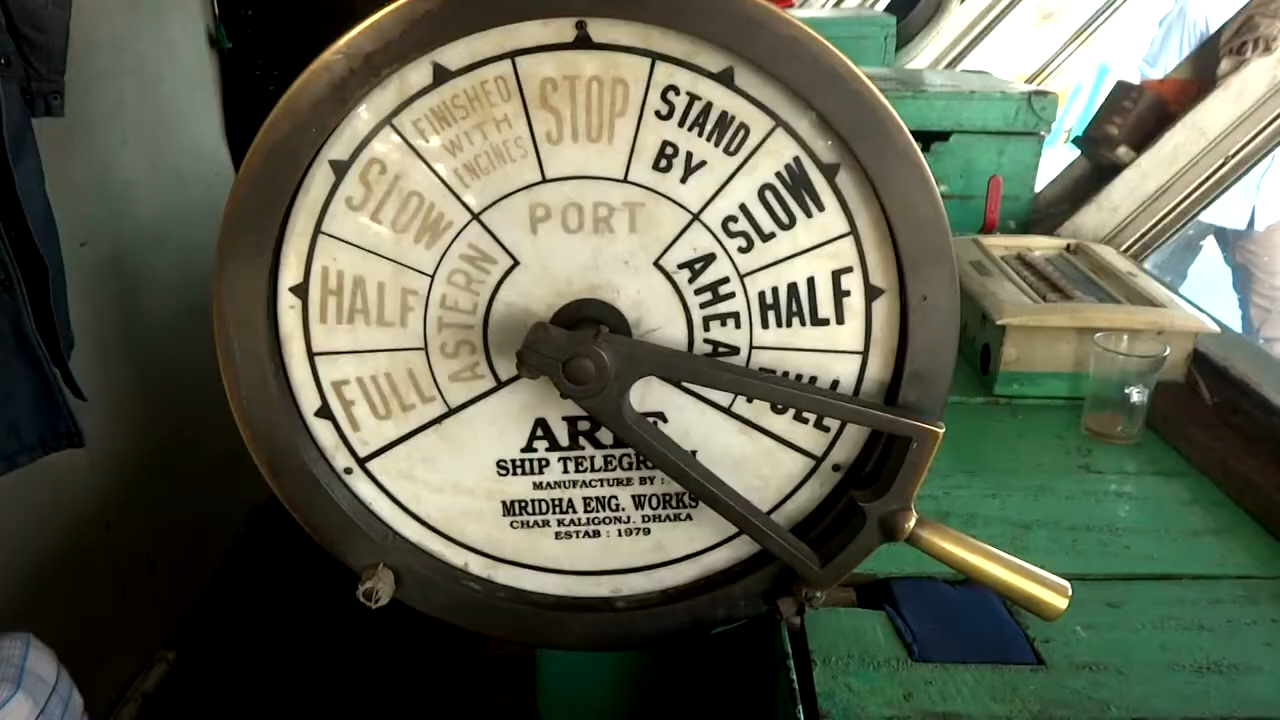 FINISHED
WITH
ENGINES
STOP
STAND
BY
SLOW
SLOW
HALF
HALF
FULL
FULL
PORT
ASTERN
SHIP
MANUFACTURE BY :
MRIDHA ENG. WORKS
CHAR KALIGONJ. DHAKA
ESTAB : 1979